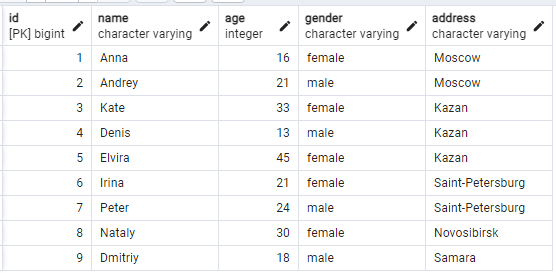 id name age gender address
[PK] bigint character varying integer character varying character varying
1 Anna 16 female Moscow
2 Andrey 21 male Moscow
3 Kate 33 female Kazan
4 Denis 13 male Kazan
5 Elvira 45 female Kazan
6 Irina 21 female Saint-Petersburg
7 Peter 24 male Saint-Petersburg
8 Nataly 30 female Novosibirsk
9 Dmitriy 18 male Samara